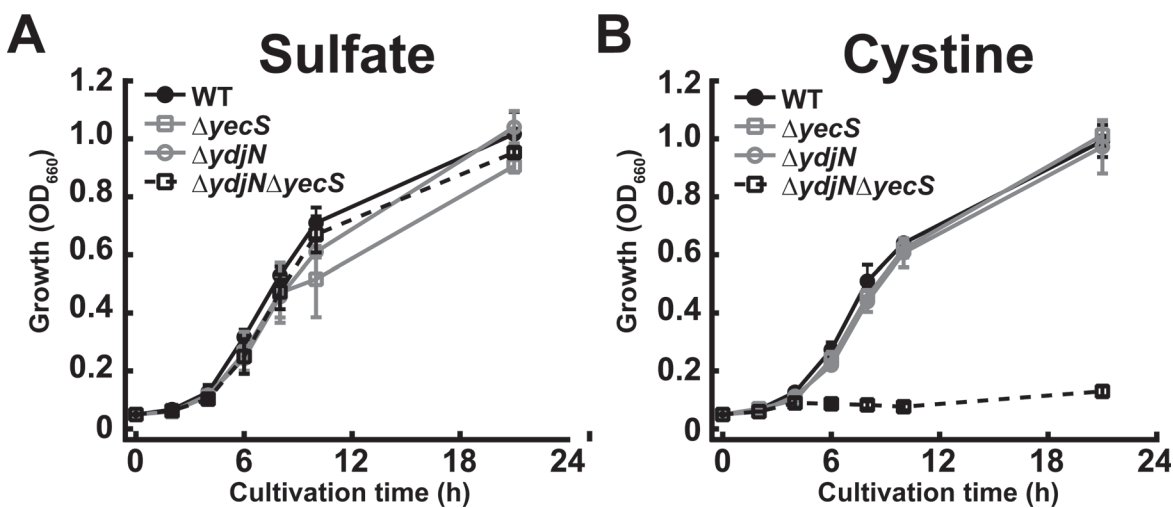 A
Sulfate
1.2
1.0
0.8
0.6
0.4
0.2
0
Growth (OD660)
WT
ΔyecS
ΔydjN
ΔydjNΔyecS
0 6 12 18 24
Cultivation time (h)
B
Cystine
1.2
1.0
0.8
0.6
0.4
0.2
0
Growth (OD660)
WT
ΔyecS
ΔydjN
ΔydjNΔyecS
0 6 12 18 24
Cultivation time (h)